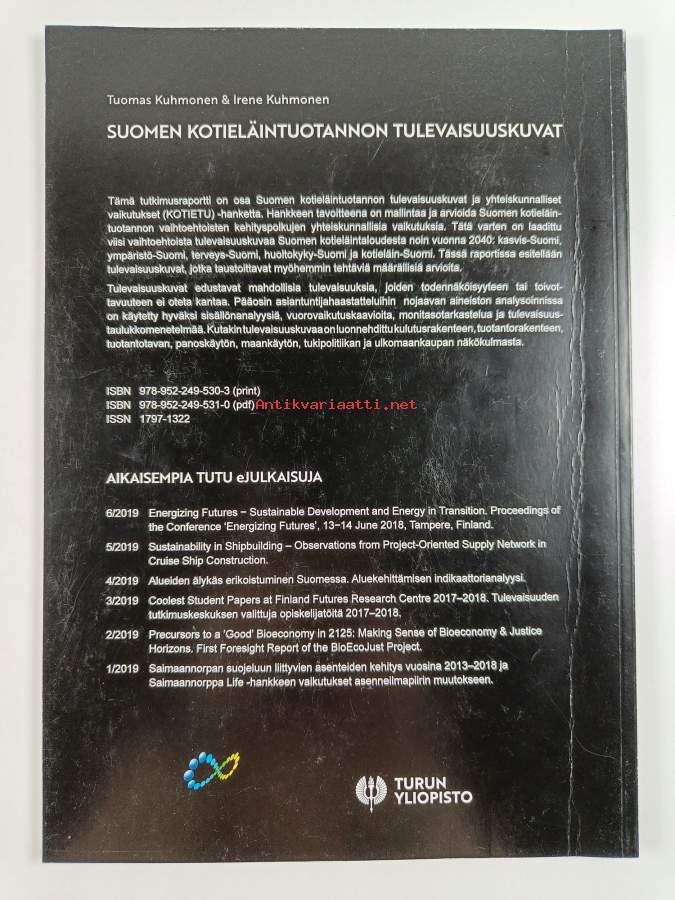 Tuomas Kuhmonen & Irene Kuhmonen
SUOMEN KOTIELÄINTUOTANNON TULEVAISUUSKUVAT
Tämä tutkimusraportti on osa Suomen kotieläintuotannon tulevaisuuskuvat ja yhteiskunnalliset
vaikutukset (KOTIETU) -hanketta. Hankkeen tavoitteena on mallintaa ja arvioida Suomen kotieläin-
tuotannon vaihtoehtoisten kehityspolkujen yhteiskunnallisia vaikutuksia. Tätä varten on laadittu
viisi vaihtoehtoista tulevaisuuskuvaa Suomen kotieläintaloudesta noin vuonna 2040: kasvis-Suomi,
ympäristö-Suomi, terveys-Suomi, huoltokyky-Suomi ja kotieläin-Suomi. Tässä raportissa esitellään
tulevaisuuskuvat, jotka taustoittavat myöhemmin tehtäviä määrällisiä arvioita.
Tulevaisuuskuvat edustavat mahdollisia tulevaisuuksia, joiden todennäköisyyteen tai toivot-
tavuuteen ei oteta kantaa. Pääosin asiantuntijahaastatteluihin nojaavan aineiston analysoinnissa
on käytetty hyväksi sisällönanalyysiä, vuorovaikutuskaavioita, monitasotarkastelua ja tulevaisuus-
taulukkomenetelmää. Kutakin tulevaisuuskuvaa on luonnehdittu kulutusrakenteen, tuotantorakenteen,
tuotantotavan, panoskäytön, maankäytön, tukipolitiikan ja ulkomaankaupan näkökulmasta.
ISBN 978-952-249-530-3 (print)
ISBN 978-952-249-531-0 (pdf)
Antikvariaatti.net
ISSN 1797-1322
AIKAISEMPIA TUTU eJULKAISUJA
6/2019 Energizing Futures – Sustainable Development and Energy in Transition. Proceedings of
the Conference 'Energizing Futures', 13–14 June 2018, Tampere, Finland.
5/2019 Sustainability in Shipbuilding – Observations from Project-Oriented Supply Network in
Cruise Ship Construction.
4/2019 Alueiden älykäs erikoistuminen Suomessa. Aluekehittämisen indikaattorianalyysi.
3/2019 Coolest Student Papers at Finland Futures Research Centre 2017–2018. Tulevaisuuden
tutkimuskeskuksen valittuja opiskelijatöitä 2017–2018.
2/2019 Precursors to a 'Good' Bioeconomy in 2125: Making Sense of Bioeconomy & Justice
Horizons. First Foresight Report of the BioEcoJust Project.
1/2019 Saimaannorpan suojeluun liittyvien asenteiden kehitys vuosina 2013–2018 ja
Saimaannorppa Life -hankkeen vaikutukset asenneilmapiirin muutokseen.
TURUN
YLIOPISTO